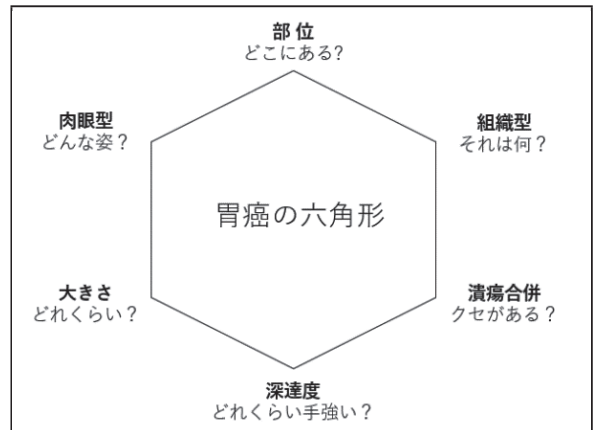 部位
どこにある?
肉眼型
どんな姿？
組織型
それは何？
胃癌の六角形
大きさ
どれくらい？
潰瘍合併
クセがある？
深達度
どれくらい手強い？